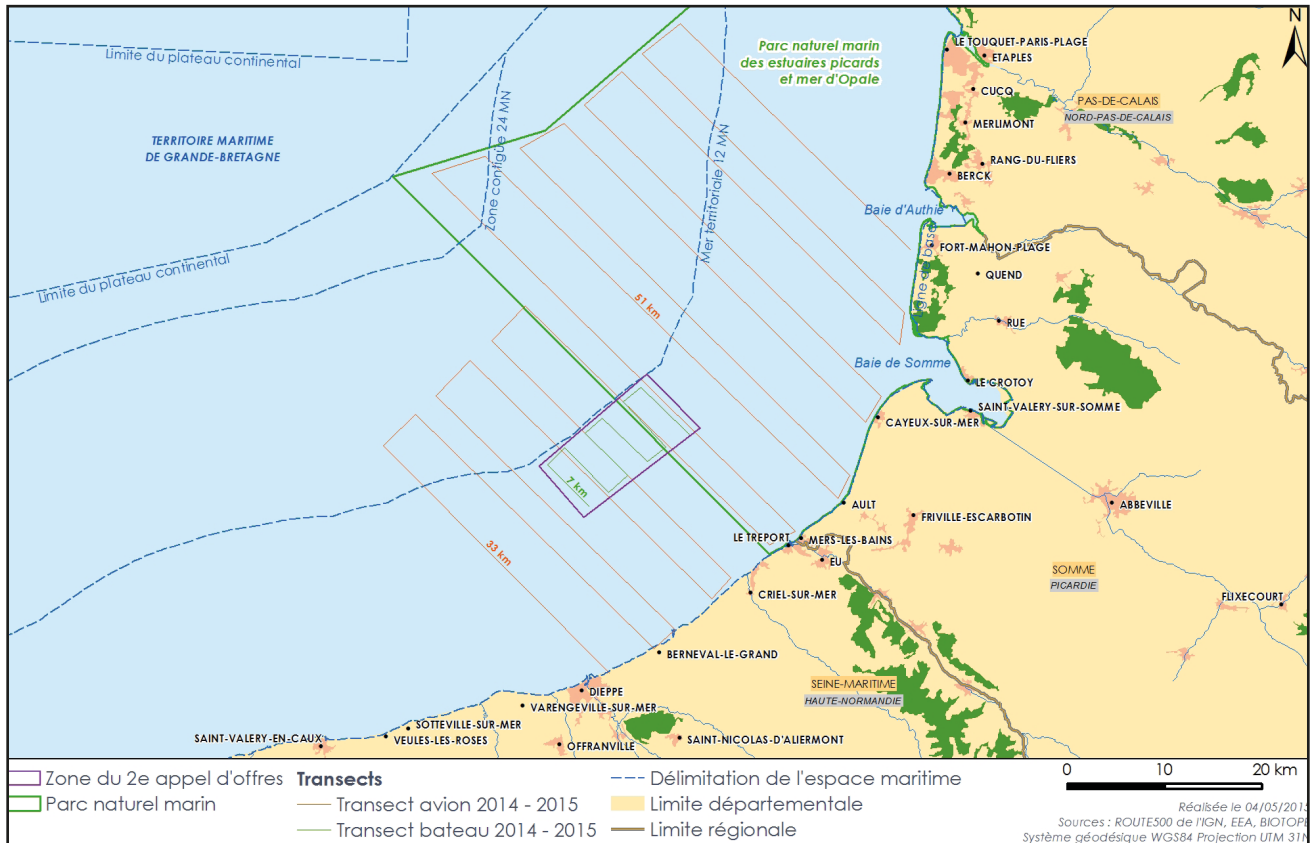 N
Limite du plateau continental
TERRITOIRE MARITIME
DE GRANDE-BRETAGNE
Limite du plateau continental
Zone contigüe 24 MN
Mer territoriale 12 MN
Parc naturel marin
des estuaires picards
et mer d'Opale
LE TOUQUET-PARIS-PLAGE
ETAPLES
CUCQ
PAS-DE-CALAIS
NORD-PAS-DE-CALAIS
MERLIMONT
RANG-DU-FLIERS
BERCK
Baie d'Authie
Ligne de base
FORT-MAHON-PLAGE
QUEND
RUE
51 km
Baie de Somme
LE CROTOY
SAINT-VALERY-SUR-SOMME
CAYEUX-SUR-MER
7 km
33 km
AULT
ABBEVILLE
FRIVILLE-ESCARBOTIN
LE TREPORT
MERS-LES-BAINS
EU
SOMME
PICARDIE
CRIEL-SUR-MER
FLIXECOURT
BERNEVAL-LE-GRAND
SEINE-MARITIME
HAUTE-NORMANDIE
DIEPPE
VARENGEVILLE-SUR-MER
SOTTEVILLE-SUR-MER
SAINT-VALERY-EN-CAUX
VEULES-LES-ROSES
OFFRANVILLE
SAINT-NICOLAS-D'ALIERMONT
Zone du 2e appel d'offres
Parc naturel marin
Transects
Transect avion 2014 - 2015
Transect bateau 2014 - 2015
Délimitation de l'espace maritime
Limite départementale
Limite régionale
0 10 20 km
Réalisée le 04/05/2015
Sources : ROUTE500 de l'IGN, EEA, BIOTOPE
Système géodésique WGS84 Projection UTM 31N